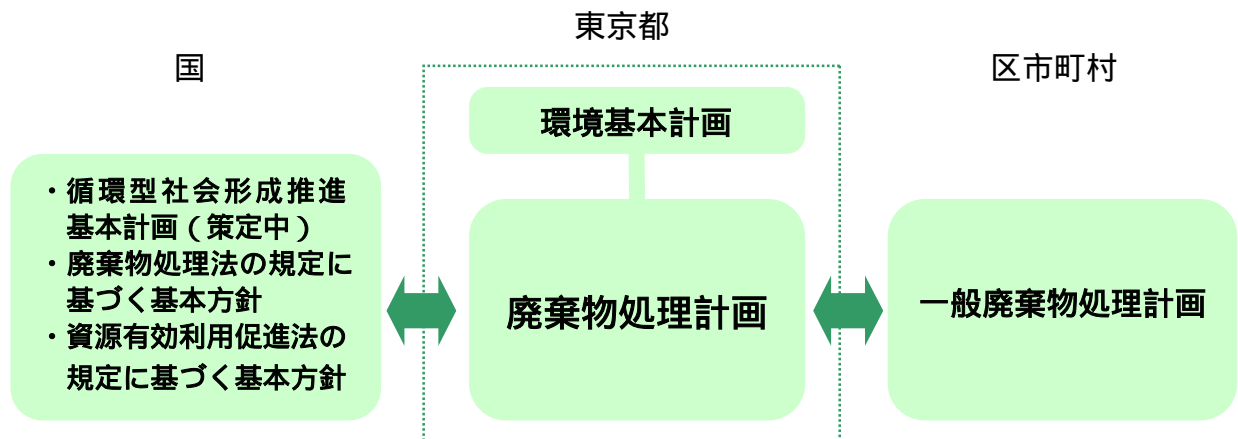 東京都
国
区市町村
環境基本計画
・循環型社会形成推進
基本計画(策定中)
・廃棄物処理法の規定に
基づく基本方針
・資源有効利用促進法の
規定に基づく基本方針
廃棄物処理計画
一般廃棄物処理計画